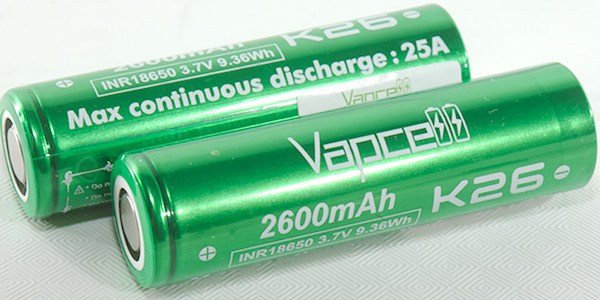 2600mAh K26
INR18650 3.7V 9.36Wh
Max continuous discharge : 25A
Vapcell
Vapcell
2600mAh K26
INR18650 3.7V 9.36Wh